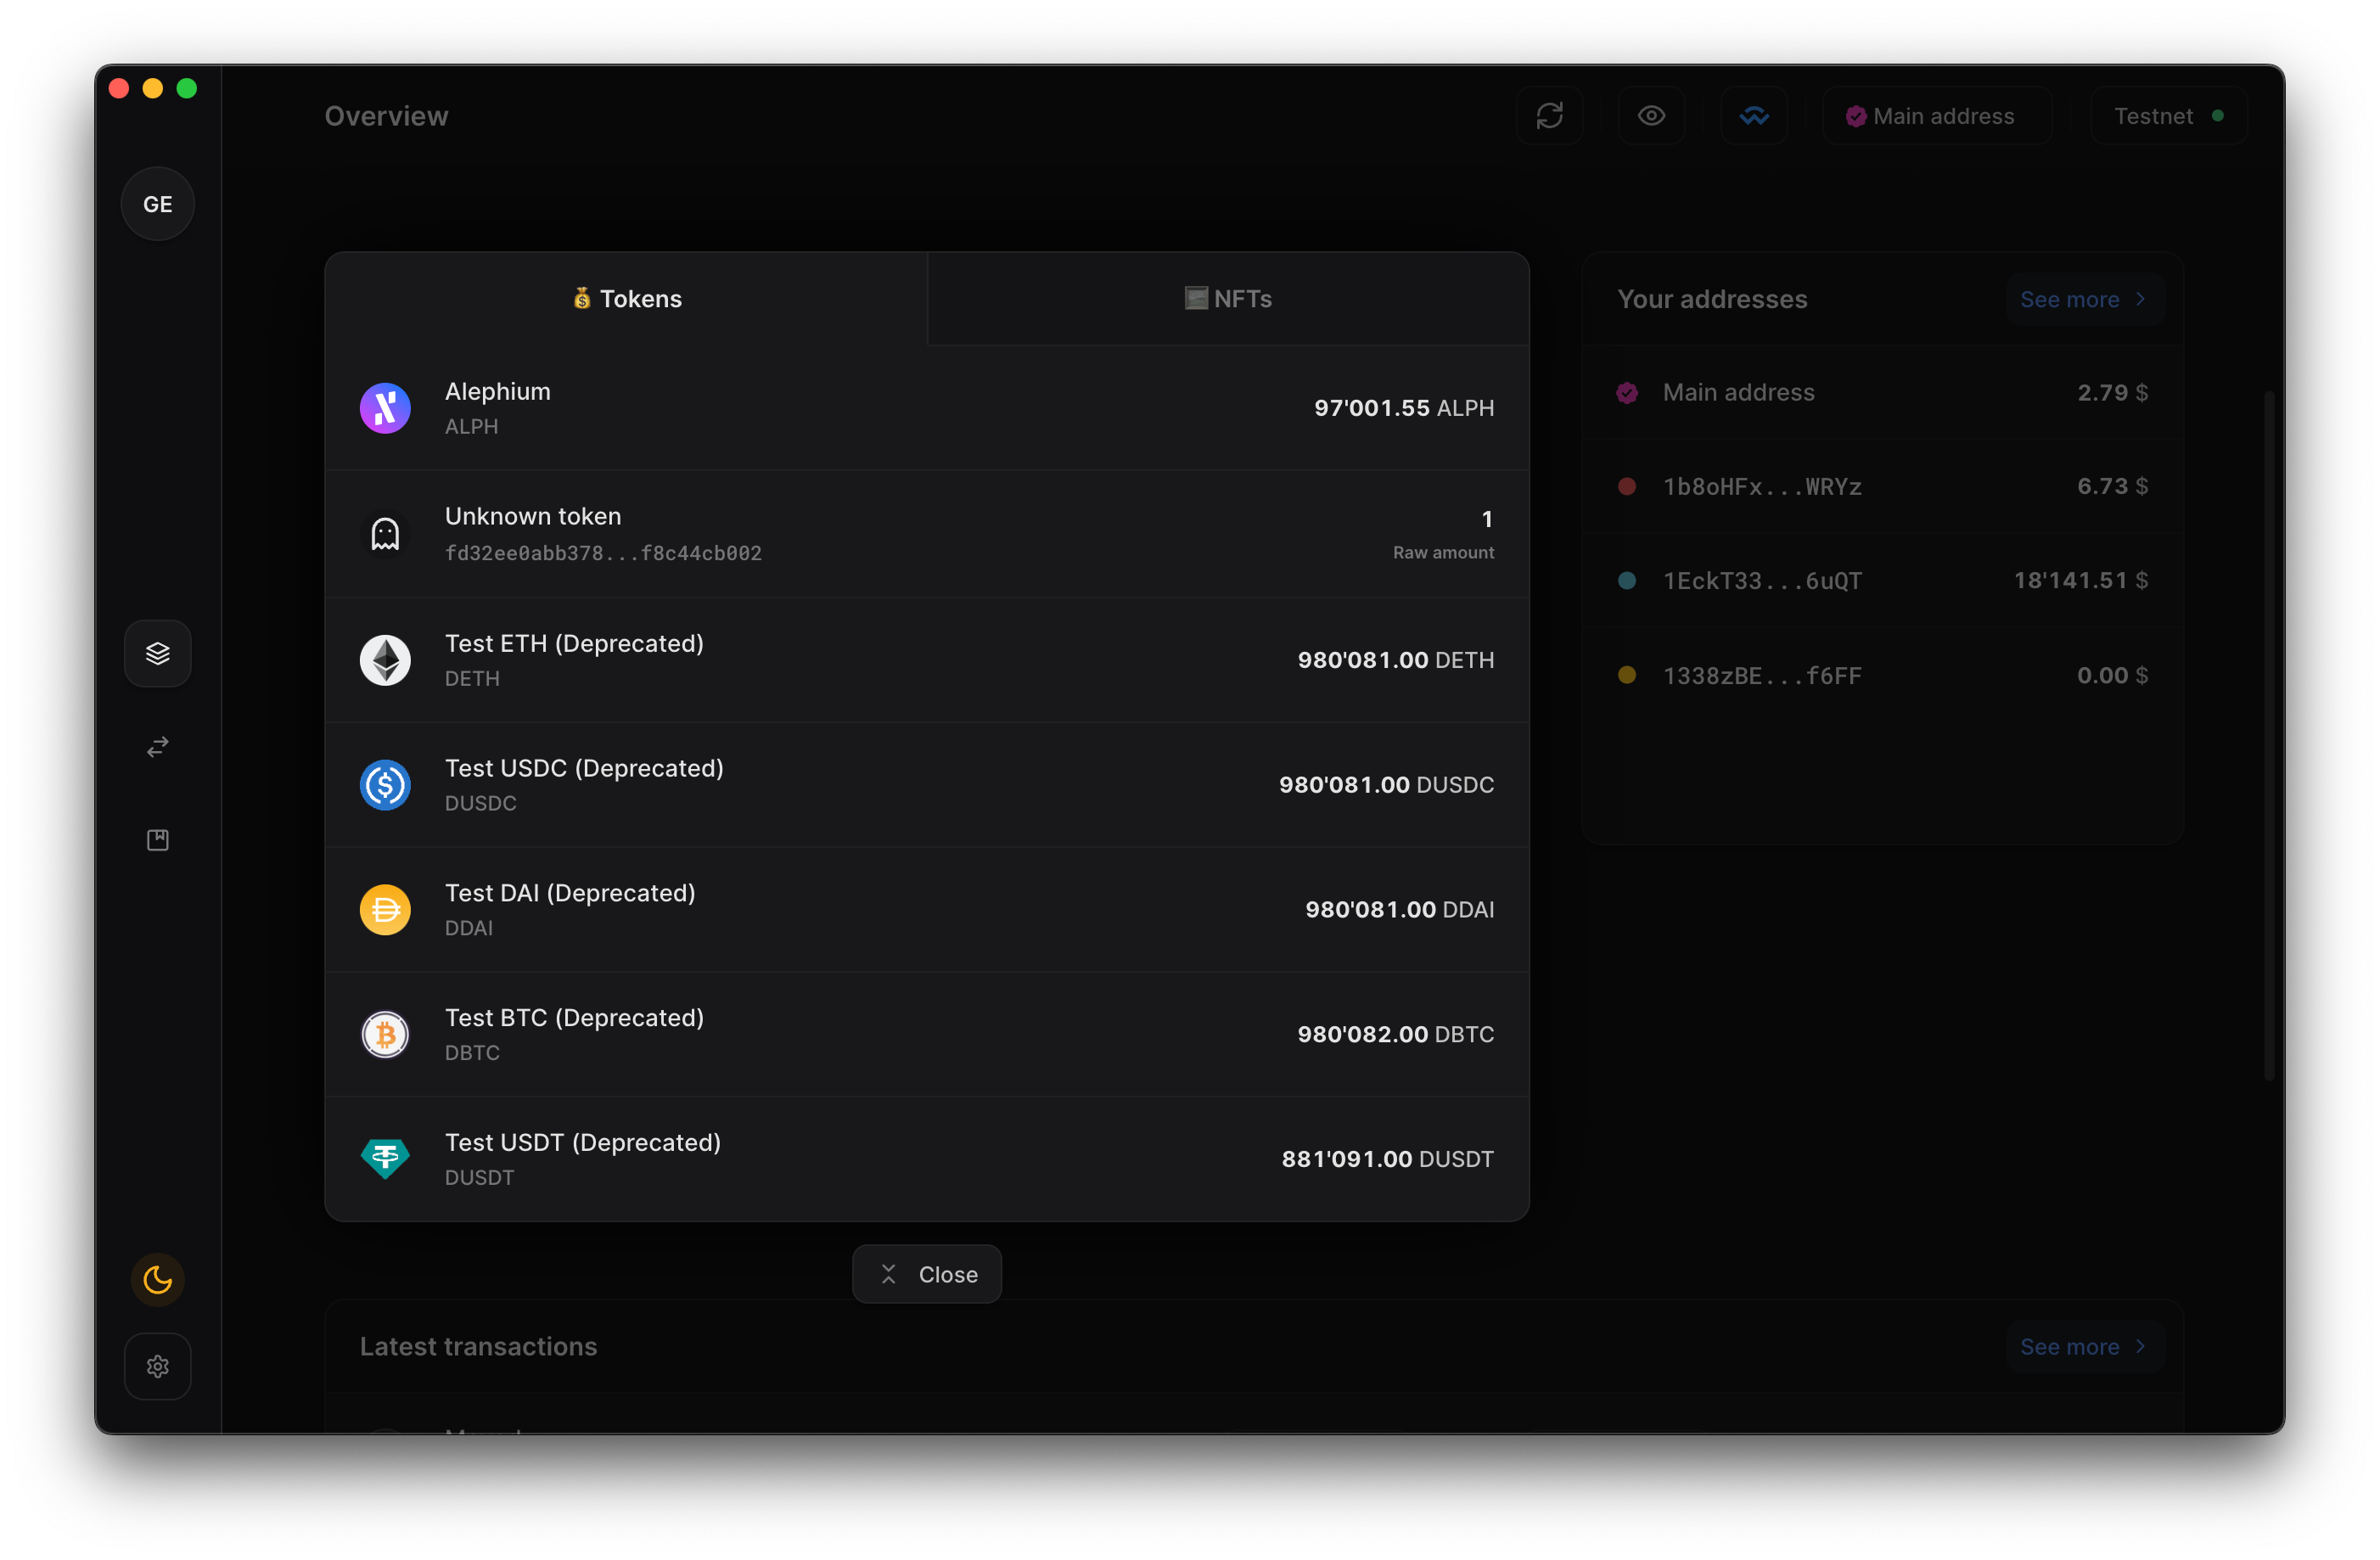 Overview
Main address
Testnet
GE
💰 Tokens
NFTs
Alephium
ALPH
97'001.55 ALPH
Unknown token
fd32ee0abb378...f8c44cb002
1
Raw amount
Test ETH (Deprecated)
DETH
980'081.00 DETH
Test USDC (Deprecated)
DUSDC
980'081.00 DUSDC
Test DAI (Deprecated)
DDAI
980'081.00 DDAI
Test BTC (Deprecated)
DBTC
980'082.00 DBTC
Test USDT (Deprecated)
DUSDT
881'091.00 DUSDT
Close
Your addresses
See more
Main address
2.79 $
1b8oHFx...WRYz
6.73 $
1EckT33...6uQT
18'141.51 $
1338zBE...f6FF
0.00 $
Latest transactions
See more